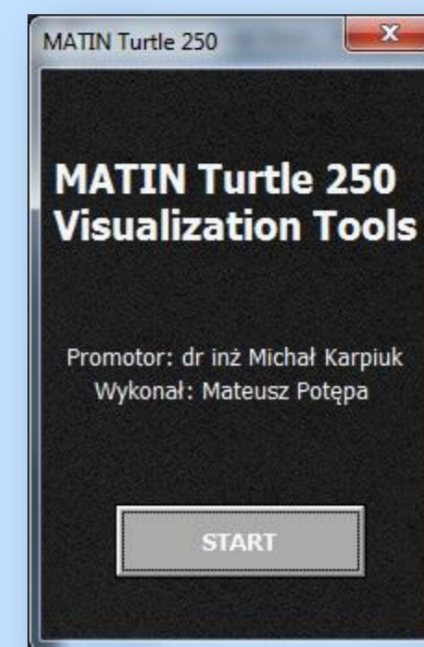 MATIN Turtle 250
MATIN Turtle 250
Visualization Tools
Promotor: dr inż Michał Karpiuk
Wykonał: Mateusz Potępa
START